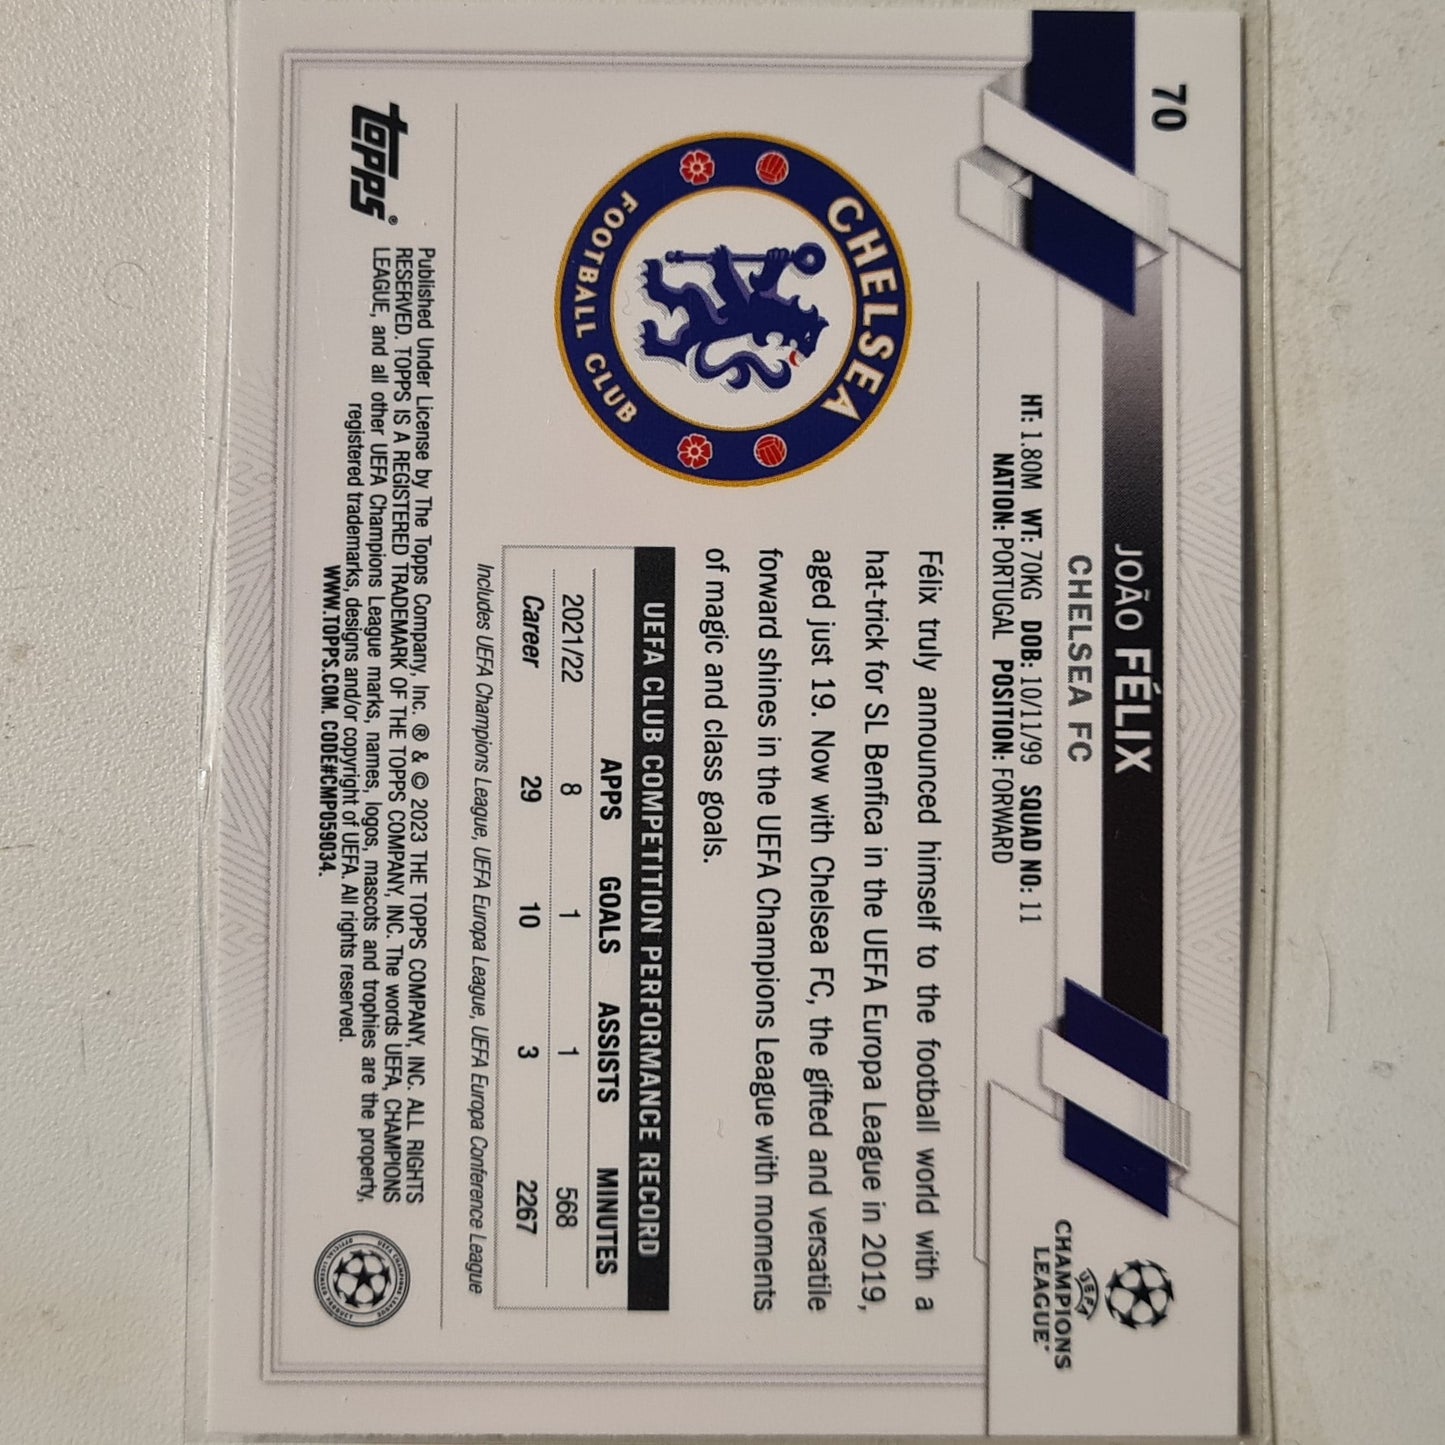 70
JOÃO FÉLIX
CHELSEA FC
HT: 1.80M WT: 70KG DOB: 10/11/99 SQUAD NO: 11
NATION: PORTUGAL POSITION: FORWARD
UEFA
CHAMPIONS
LEAGUE
CHELSEA
FOOTBALL CLUB
Félix truly announced himself to the football world with a
hat-trick for SL Benfica in the UEFA Europa League in 2019,
aged just 19. Now with Chelsea FC, the gifted and versatile
forward shines in the UEFA Champions League with moments
of magic and class goals.
UEFA CLUB COMPETITION PERFORMANCE RECORD
APPS GOALS ASSISTS MINUTES
2021/22 8 1 1 568
Career 29 10 3 2267
Includes UEFA Champions League, UEFA Europa League, UEFA Europa Conference League
Topps®
Published Under License by The Topps Company, Inc. ® & © 2023 THE TOPPS COMPANY, INC. ALL RIGHTS
RESERVED. TOPPS IS A REGISTERED TRADEMARK OF THE TOPPS COMPANY, INC. The words UEFA, CHAMPIONS
LEAGUE, and all other UEFA Champions League marks, names, logos, mascots and trophies are the property,
registered trademarks, designs and/or copyright of UEFA. All rights reserved.
WWW.TOPPS.COM. CODE#CMP059034.
UEFA CHAMPIONS LEAGUE
OFFICIAL LICENSED PRODUCT